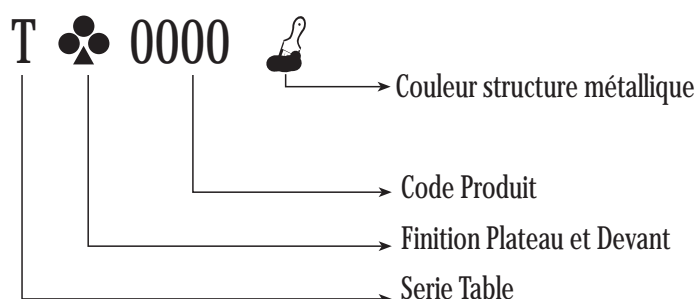 T ♣ 0000
Couleur structure métallique
Code Produit
Finition Plateau et Devant
Serie Table